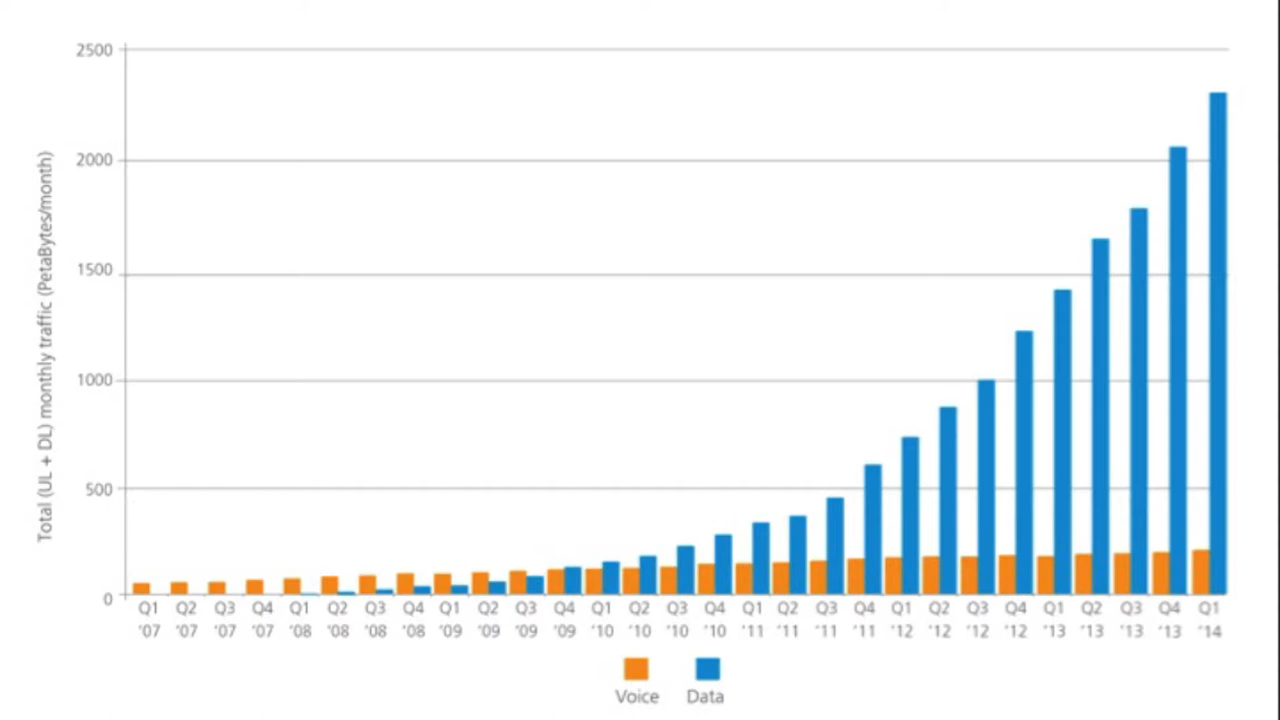 2500
2000
1500
1000
500
0
Total (UL + DL) monthly traffic (PetaBytes/month)
Q1 Q2 Q3 Q4 Q1 Q2 Q3 Q4 Q1 Q2 Q3 Q4 Q1 Q2 Q3 Q4 Q1 Q2 Q3 Q4 Q1 Q2 Q4 Q1 Q2 Q3 Q4 Q1
'07 '07 '07 '07 '08 '08 '08 '08 '09 '09 '09 '09 '10 '10 '10 '10 '11 '11 '11 '11 '12 '12 '12 '13 '13 '13 '13 '14
Voice Data